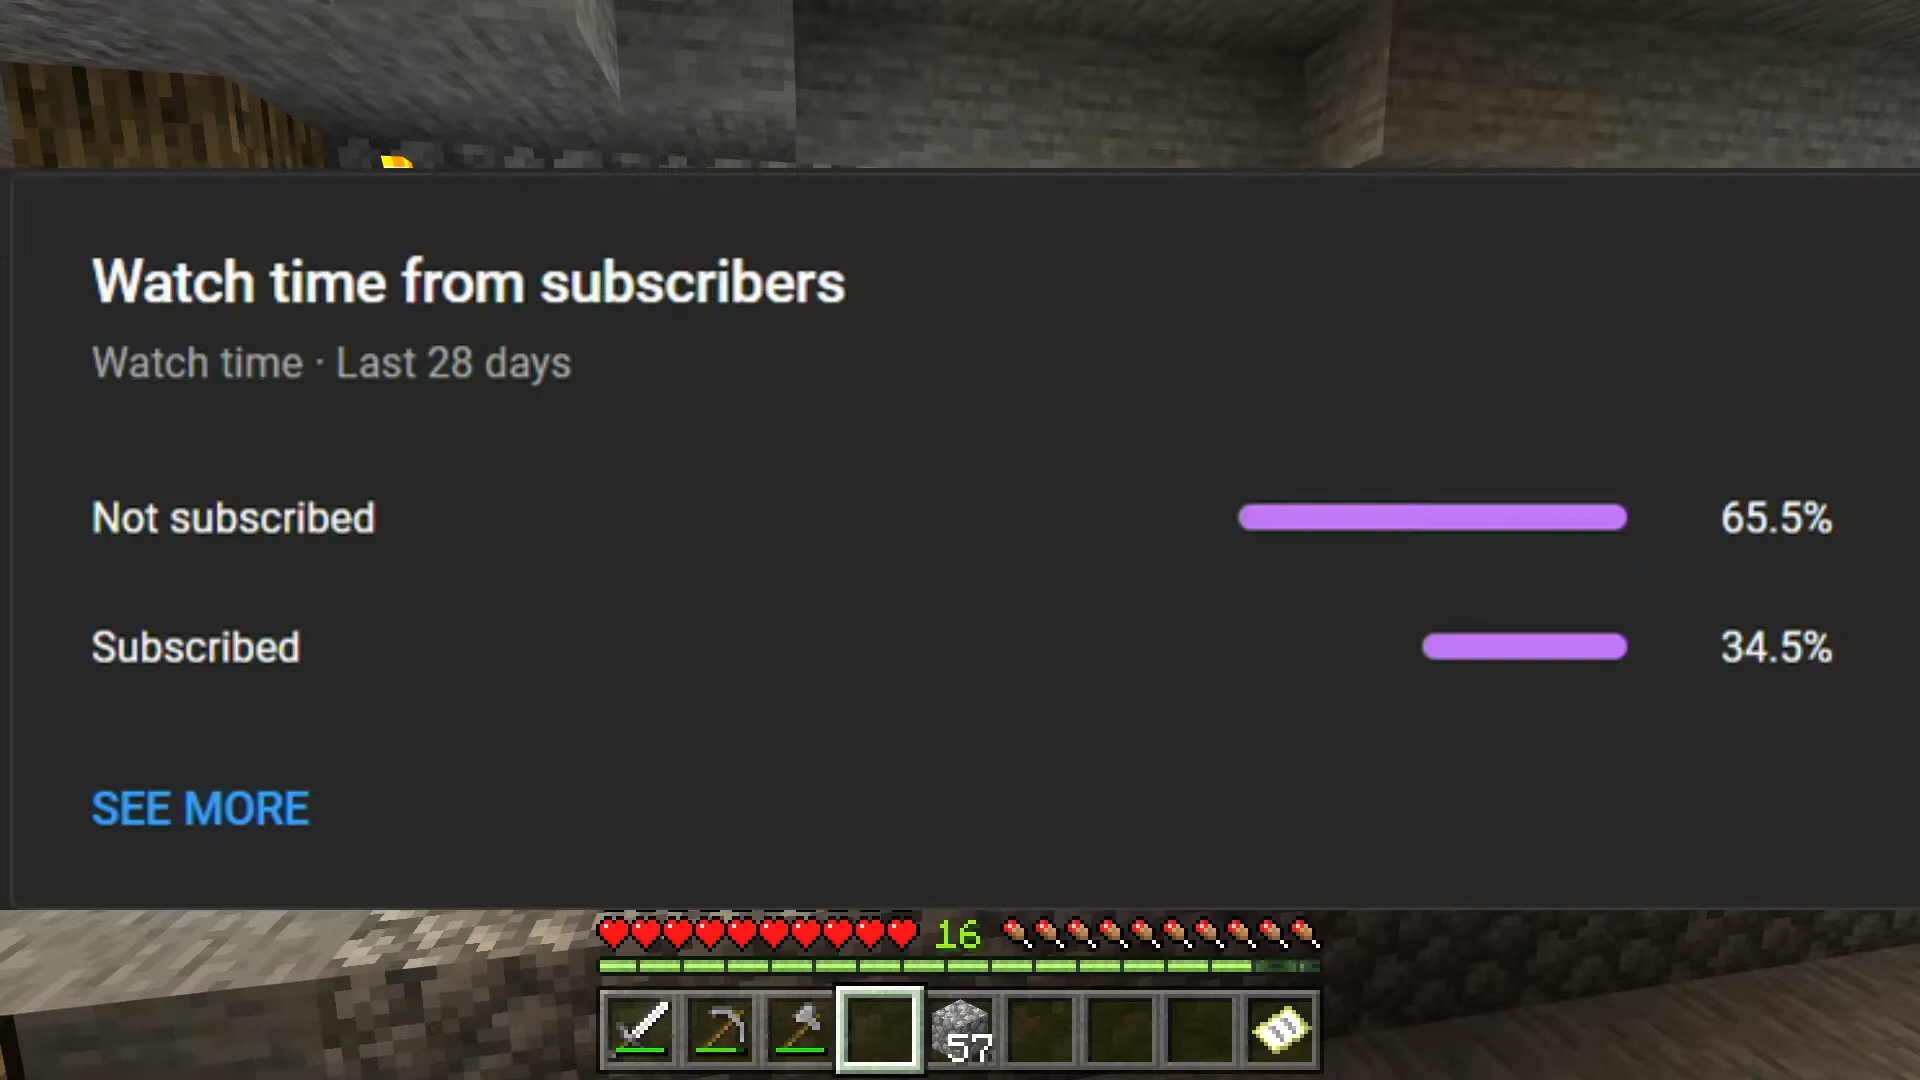 Watch time from subscribers
Watch time · Last 28 days
Not subscribed 65.5%
Subscribed 34.5%
SEE MORE
16
57